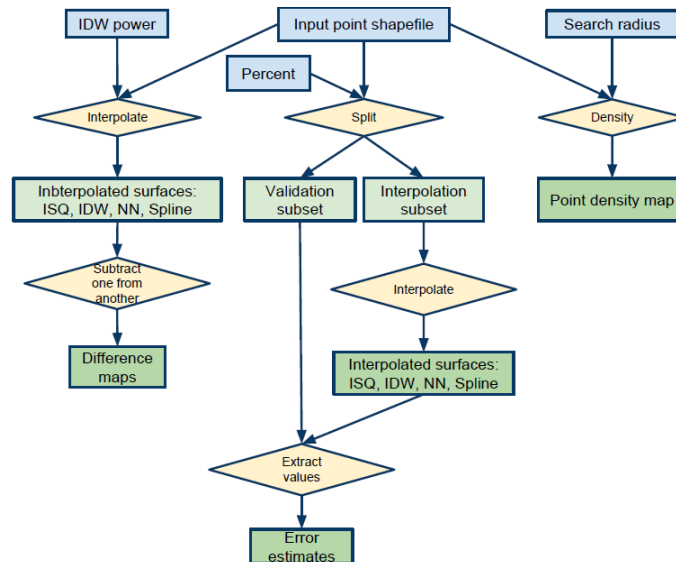 IDW power
Input point shapefile
Search radius
Percent
Interpolate
Split
Density
Inbterpolated surfaces:
ISQ, IDW, NN, Spline
Validation
subset
Interpolation
subset
Point density map
Subtract
one from
another
Interpolate
Difference
maps
Interpolated surfaces:
ISQ, IDW, NN, Spline
Extract
values
Error
estimates